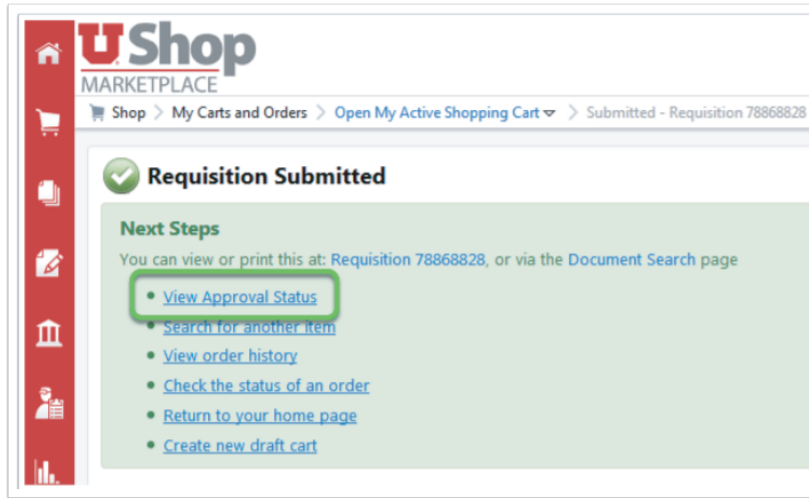 UShop
MARKETPLACE
Shop > My Carts and Orders > Open My Active Shopping Cart > Submitted - Requisition 78868828
Requisition Submitted
Next Steps
You can view or print this at: Requisition 78868828, or via the Document Search page
View Approval Status
Search for another item
View order history
Check the status of an order
Return to your home page
Create new draft cart